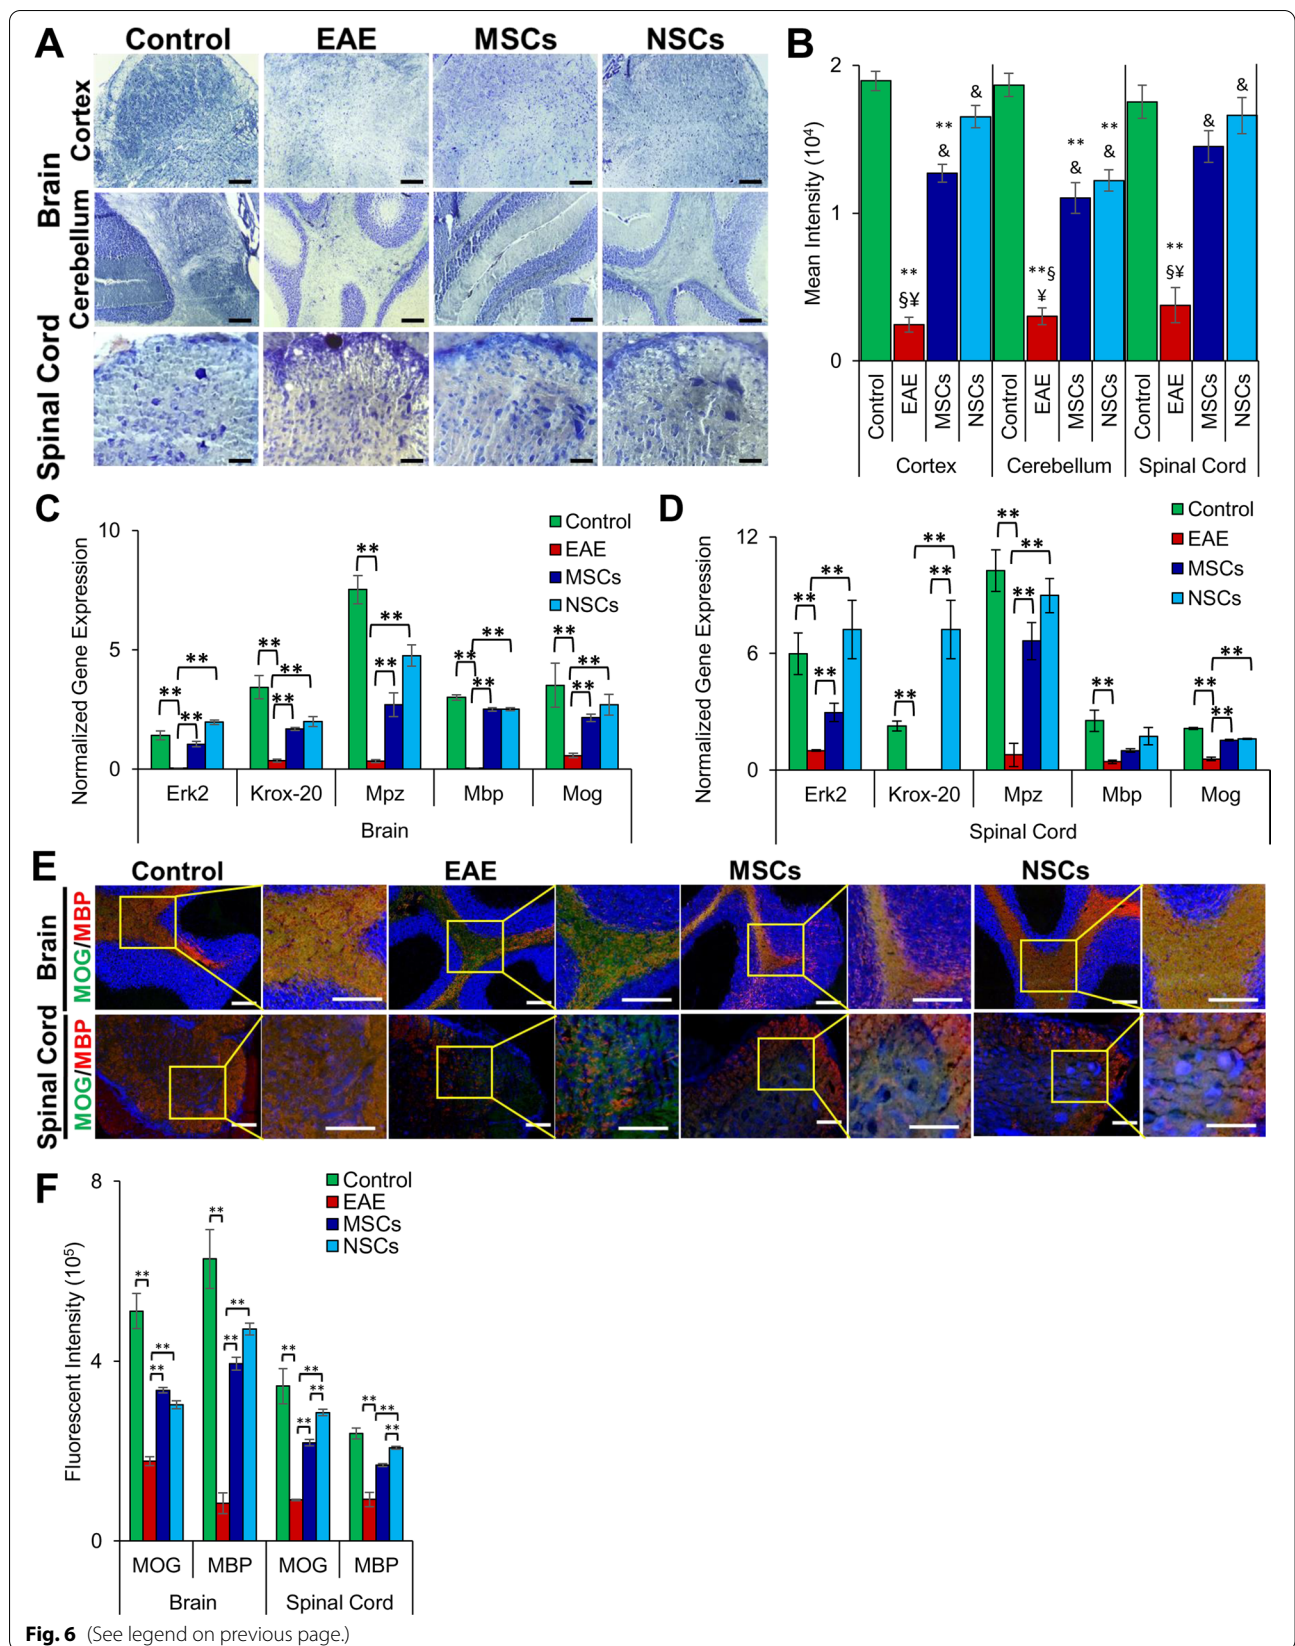 A
Control EAE MSCs NSCs
Brain
Cortex
Cerebellum
Spinal Cord
B
Mean Intensity (10⁴)
2
1
0
** §¥
** &
&
**§ ¥
** &
** &
** §¥
&
&
Control EAE MSCs NSCs Control EAE MSCs NSCs Control EAE MSCs NSCs
Cortex Cerebellum Spinal Cord
C
Normalized Gene Expression
10
5
0
Control
EAE
MSCs
NSCs
** ** ** ** ** ** ** ** ** ** ** ** ** ** **
Erk2 Krox-20 Mpz Mbp Mog
Brain
D
Normalized Gene Expression
12
6
0
Control
EAE
MSCs
NSCs
** ** ** ** ** ** ** ** ** ** ** ** **
Erk2 Krox-20 Mpz Mbp Mog
Spinal Cord
E
Control EAE MSCs NSCs
Brain
MOG/MBP
Spinal Cord
MOG/MBP
F
Fluorescent Intensity (10⁵)
8
4
0
Control
EAE
MSCs
NSCs
** ** ** ** ** ** ** ** ** ** ** ** **
MOG MBP MOG MBP
Brain Spinal Cord
Fig. 6 (See legend on previous page.)